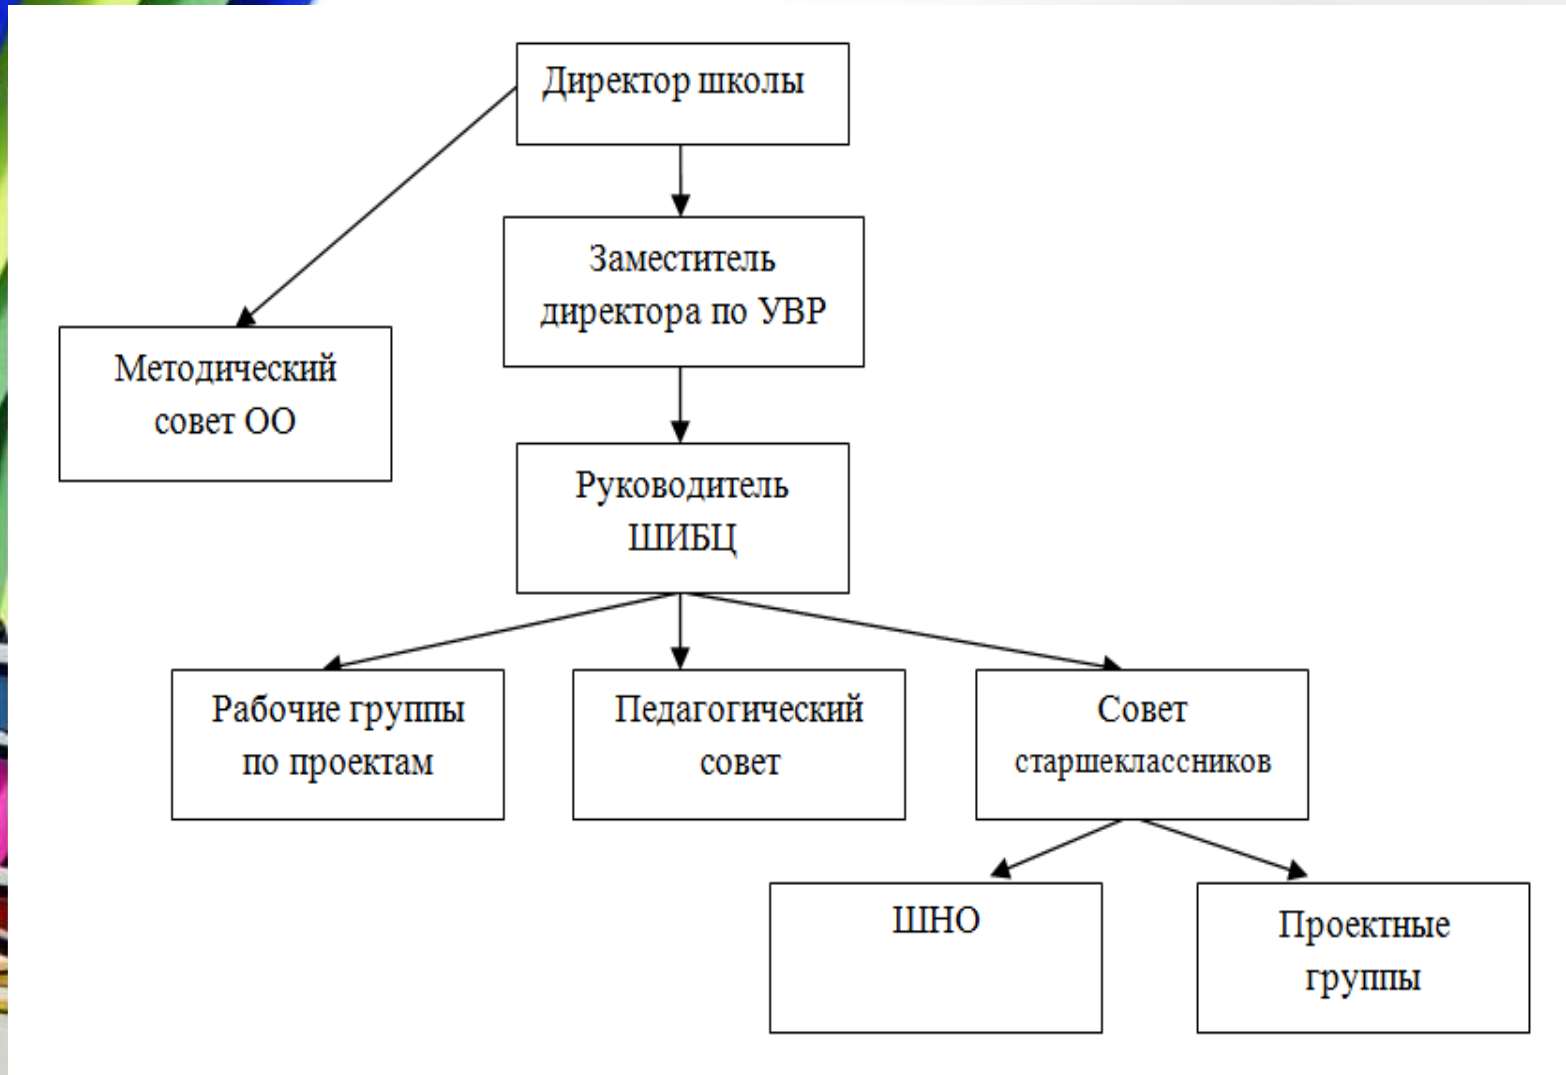 Директор школы
Заместитель
директора по УВР
Методический
совет ОО
Руководитель
ШИБЦ
Рабочие группы
по проектам
Педагогический
совет
Совет
старшеклассников
ШНО
Проектные
группы